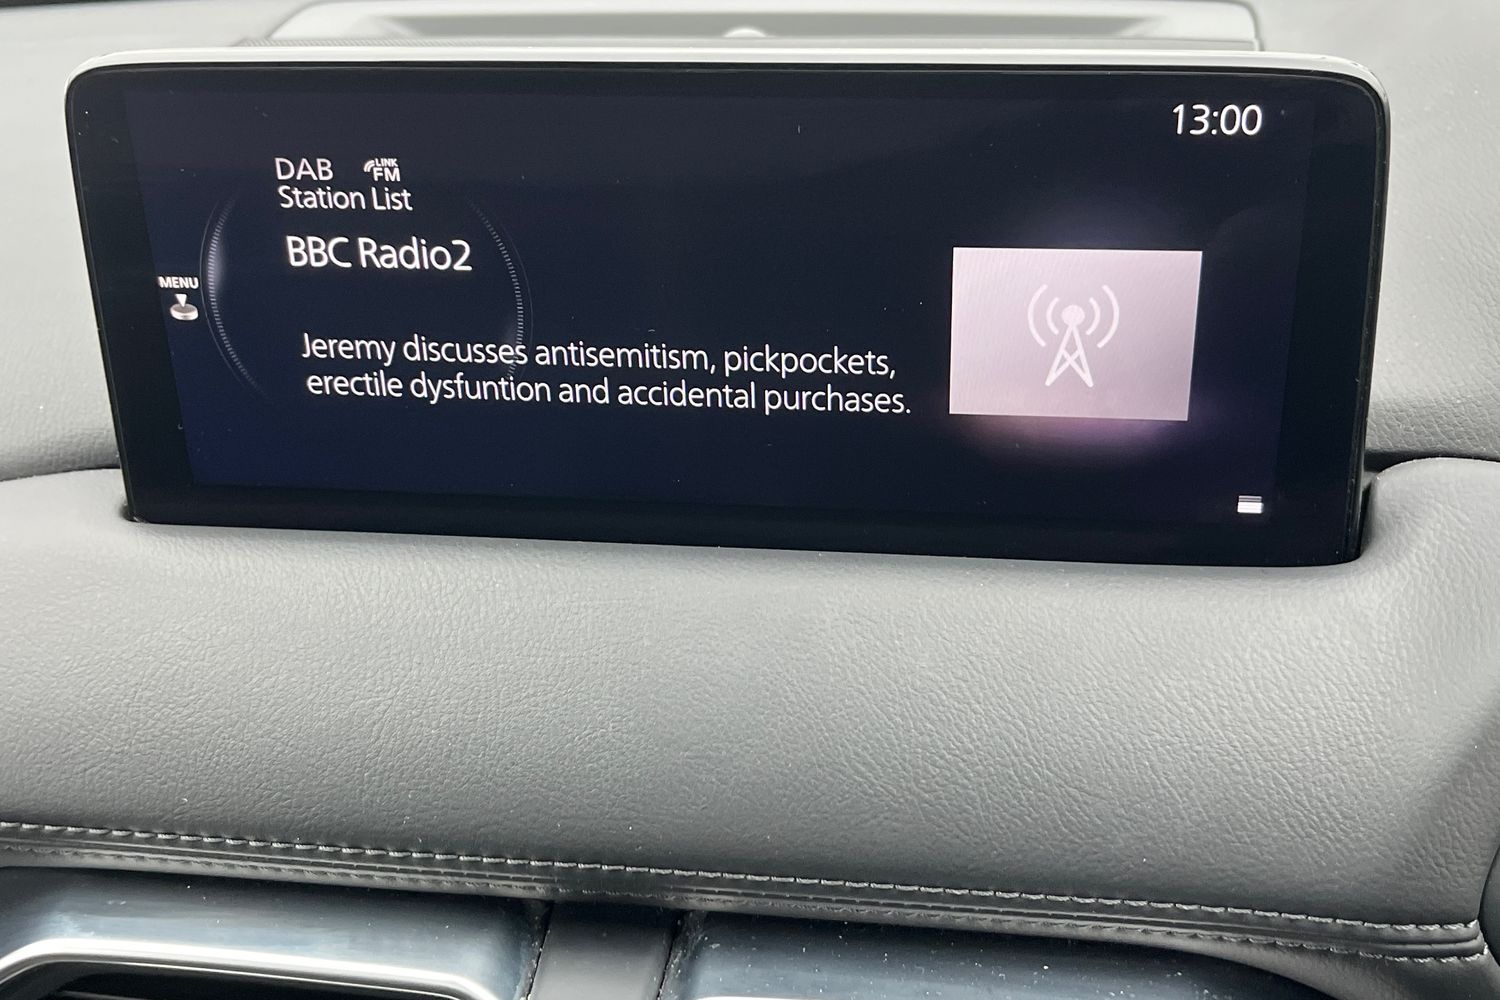 13:00
DAB LINK FM
Station List
BBC Radio2
MENU
Jeremy discusses antisemitism, pickpockets,
erectile dysfuntion and accidental purchases.